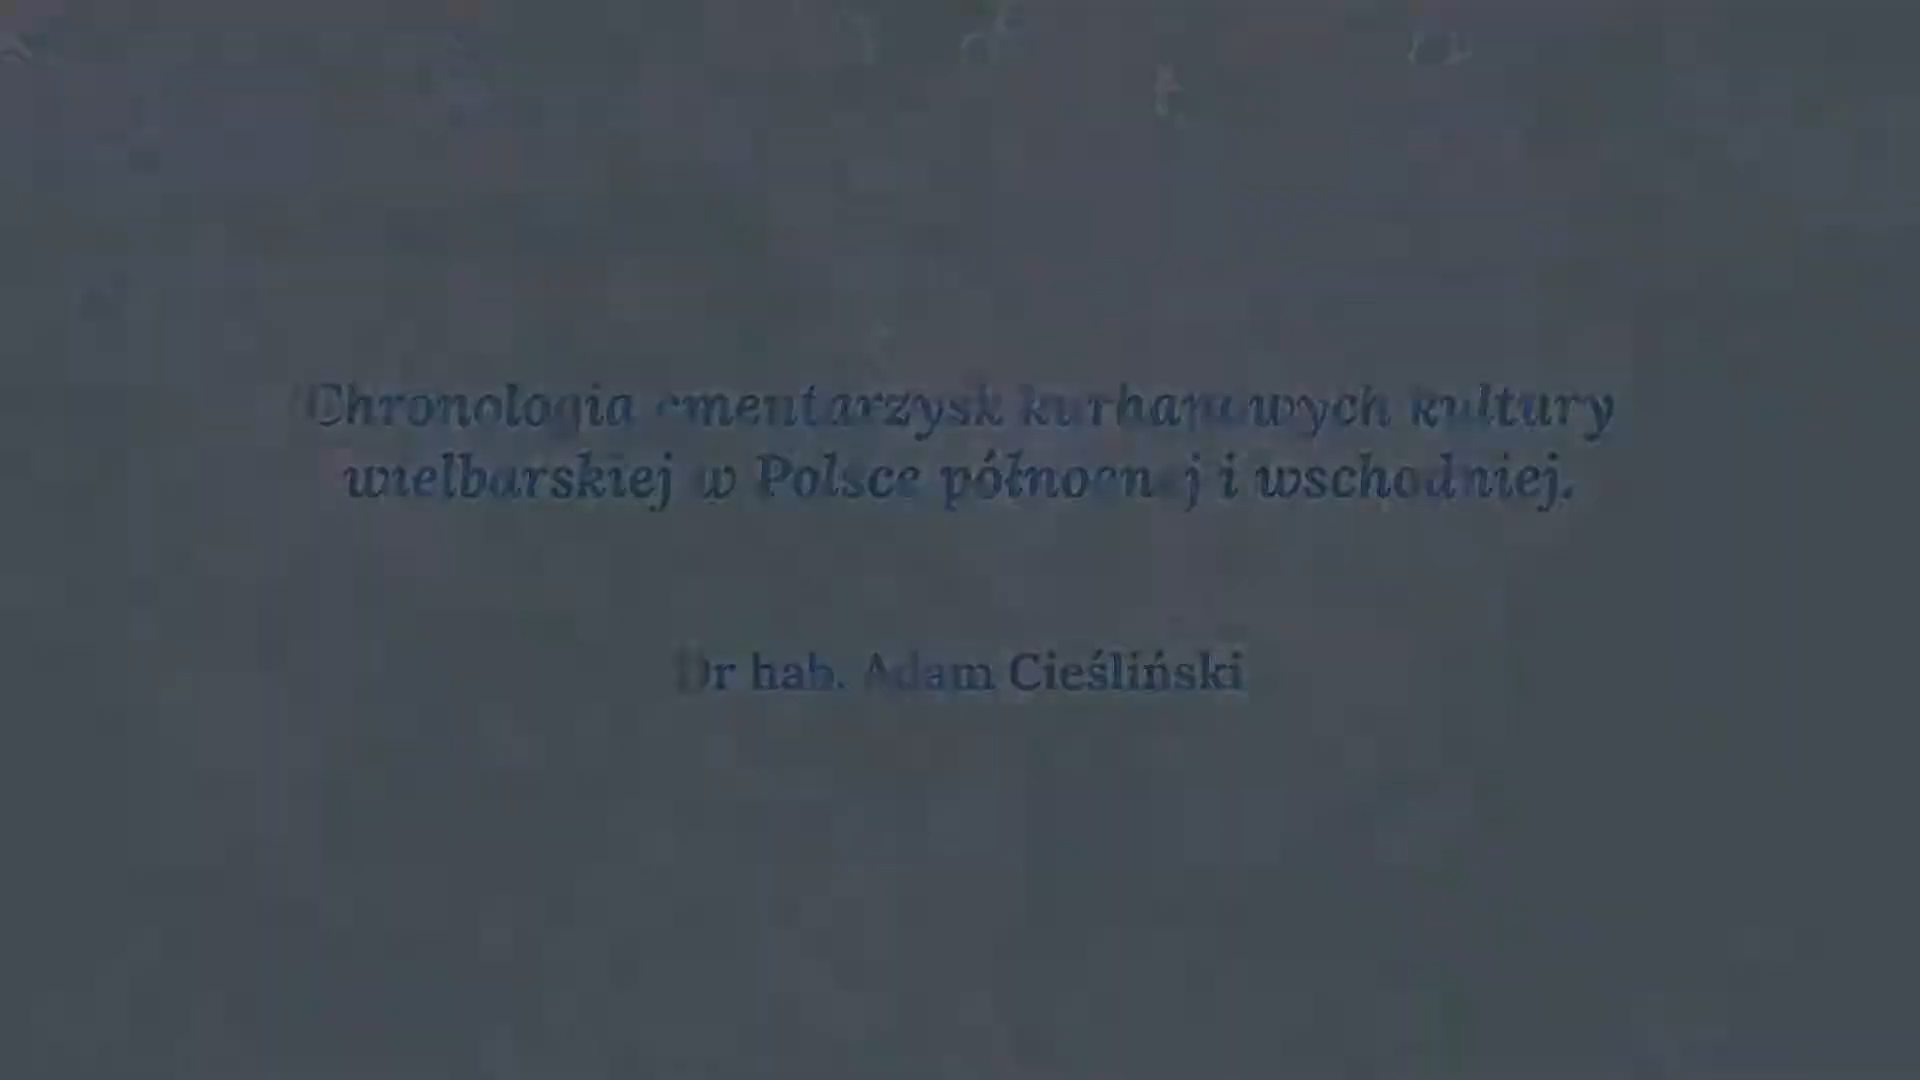 Chronologia cmentarzysk kurhanowych kultury
wielbarskiej w Polsce północnej i wschodniej.
Dr hab. Adam Cieśliński